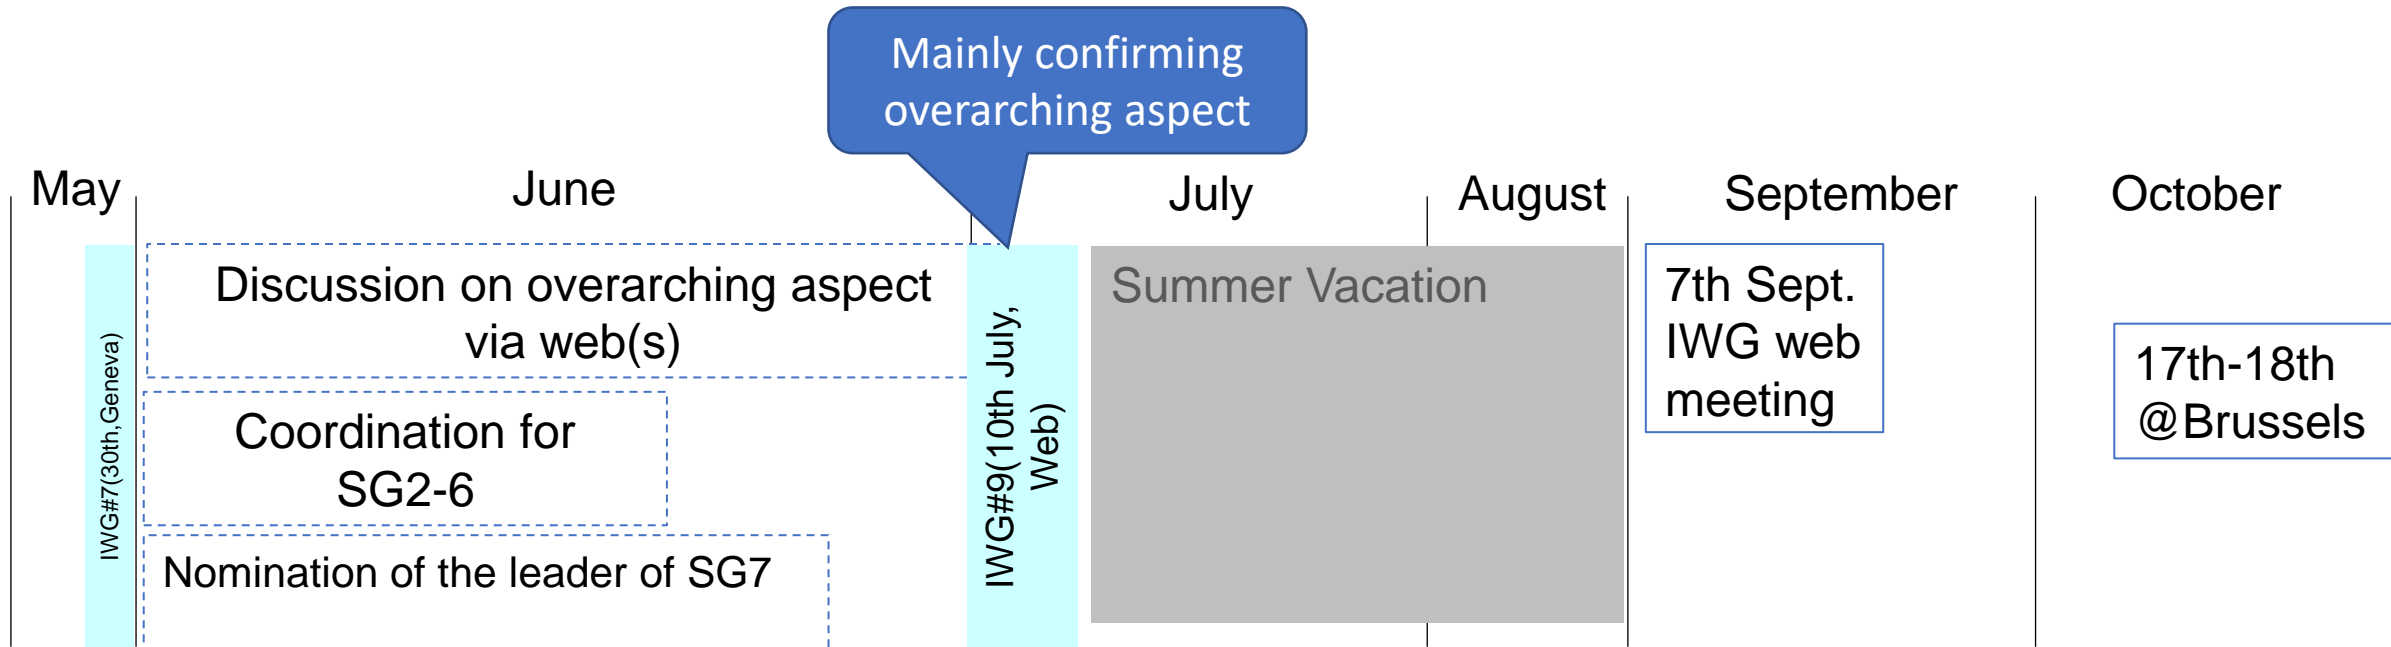 Mainly confirming
overarching aspect
May
June
July
August
September
October
IWG#7(30th,Geneva)
Discussion on overarching aspect
via web(s)
Coordination for
SG2-6
Nomination of the leader of SG7
IWG#9(10th July,
Web)
Summer Vacation
7th Sept.
IWG web
meeting
17th-18th
@Brussels